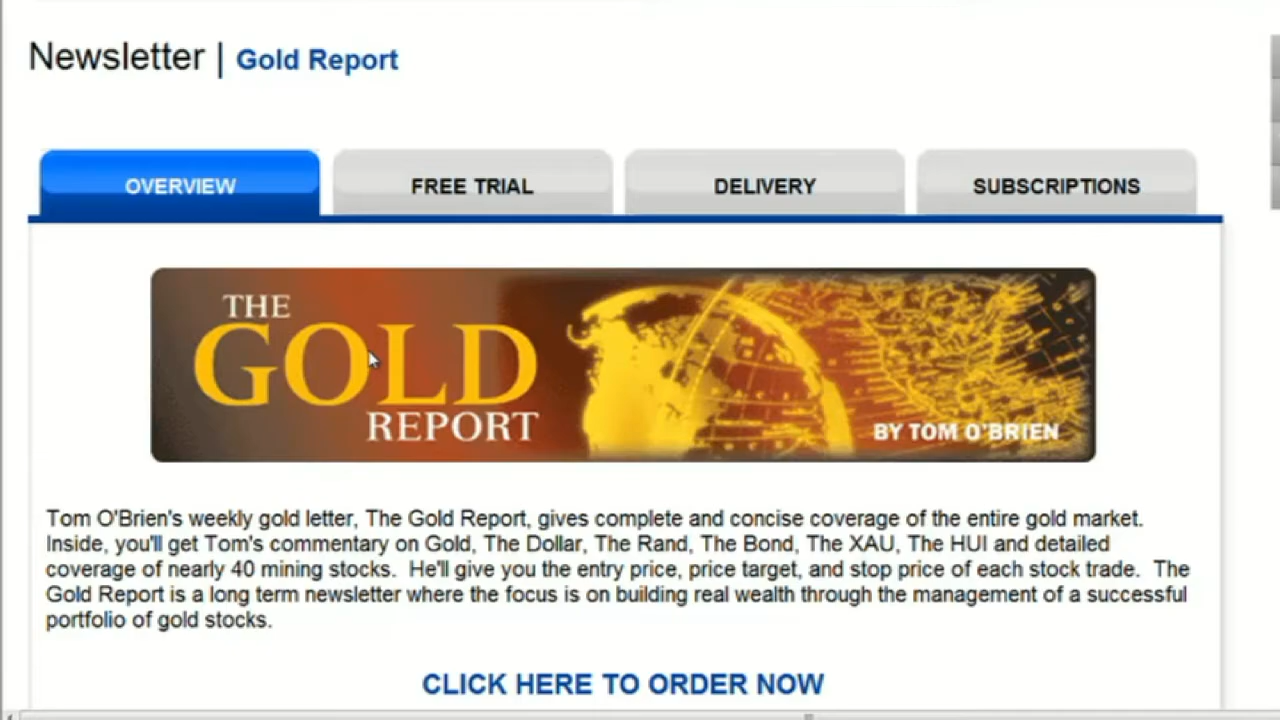 Newsletter | Gold Report
OVERVIEW
FREE TRIAL
DELIVERY
SUBSCRIPTIONS
THE
GOLD
REPORT
BY TOM O'BRIEN
Tom O'Brien's weekly gold letter, The Gold Report, gives complete and concise coverage of the entire gold market.
Inside, you'll get Tom's commentary on Gold, The Dollar, The Rand, The Bond, The XAU, The HUI and detailed
coverage of nearly 40 mining stocks. He'll give you the entry price, price target, and stop price of each stock trade. The
Gold Report is a long term newsletter where the focus is on building real wealth through the management of a successful
portfolio of gold stocks.
CLICK HERE TO ORDER NOW